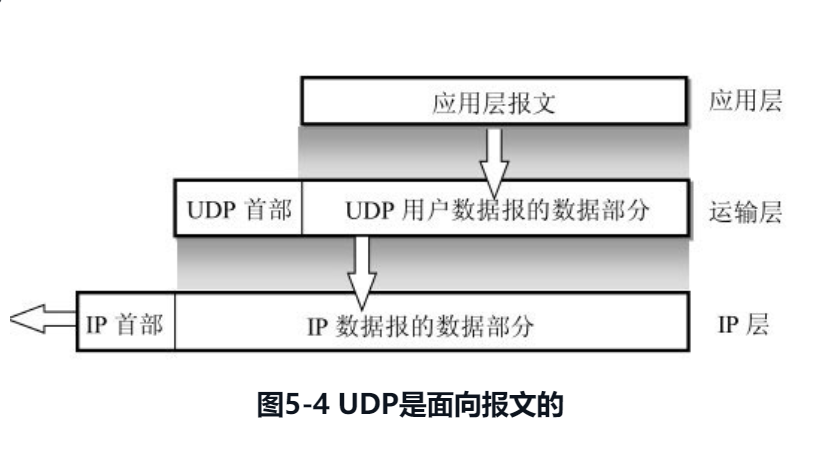 应用层报文 应用层
UDP 首部 UDP 用户数据报的数据部分 运输层
IP 首部 IP 数据报的数据部分 IP 层
图5-4 UDP是面向报文的